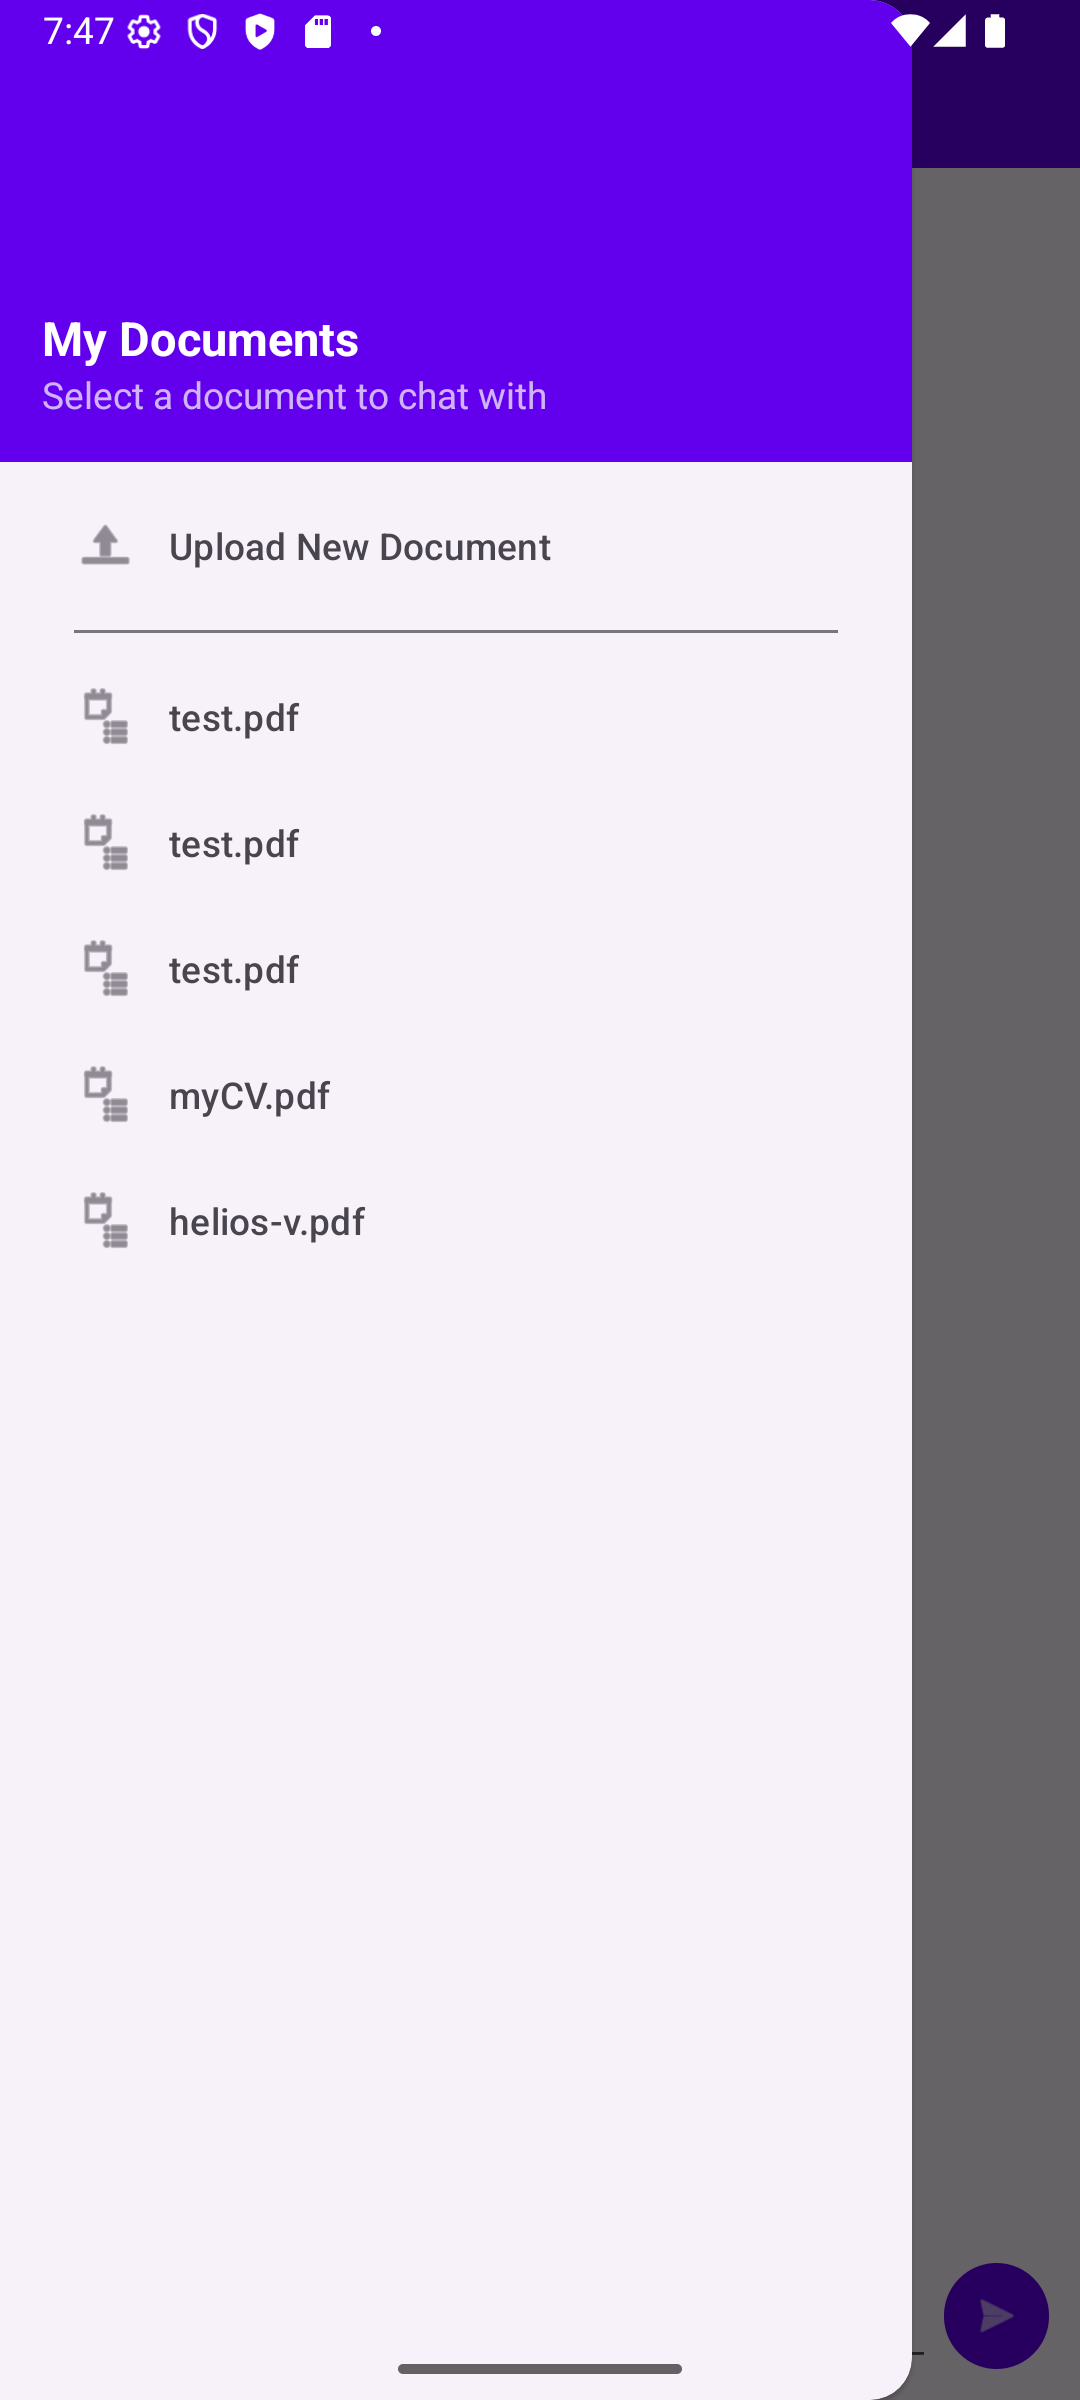 7:47
My Documents
Select a document to chat with
Upload New Document
test.pdf
test.pdf
test.pdf
myCV.pdf
helios-v.pdf